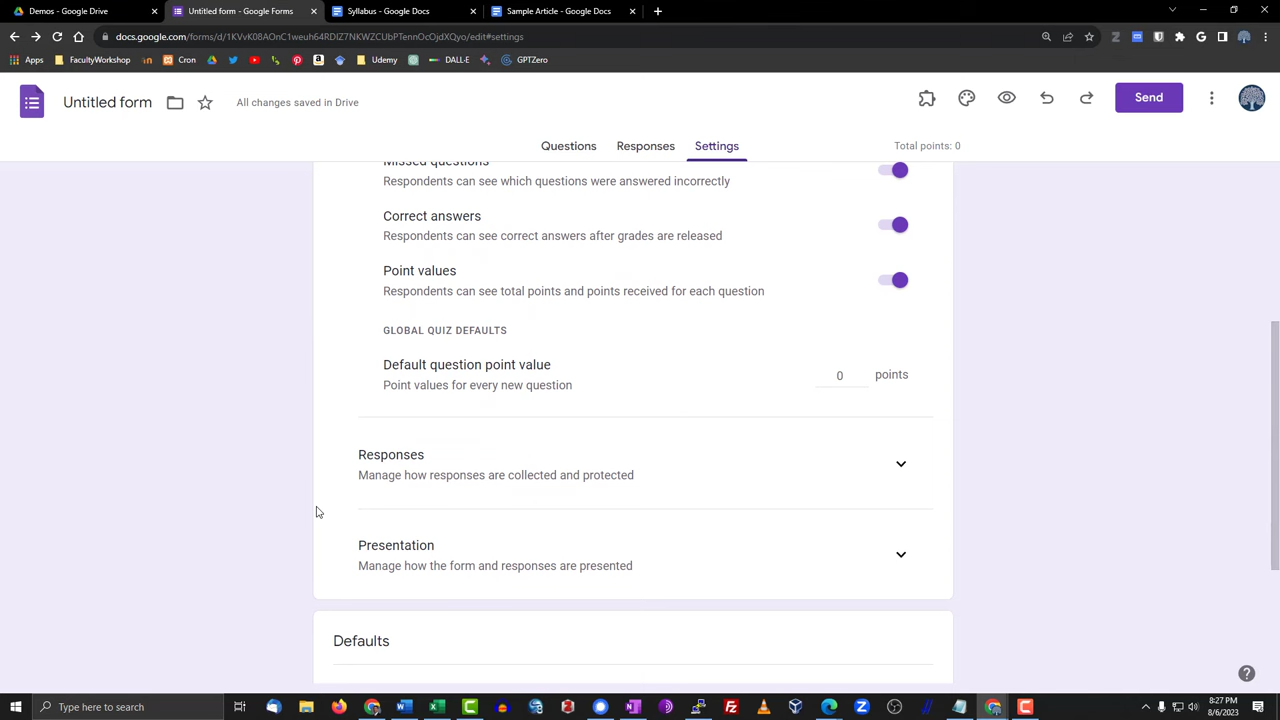 Demos - Google Drive
Untitled form - Google Forms
Syllabus - Google Docs
Sample Article - Google Docs
docs.google.com/forms/d/1KVvK08AOnC1weuh64RDIZ7NKWZCUbPTennOcOjdXQyo/edit#settings
Apps
FacultyWorkshop
Cron
Udemy
DALL-E
GPTZero
Untitled form
All changes saved in Drive
Send
Questions
Responses
Settings
Total points: 0
Missed questions
Respondents can see which questions were answered incorrectly
Correct answers
Respondents can see correct answers after grades are released
Point values
Respondents can see total points and points received for each question
GLOBAL QUIZ DEFAULTS
Default question point value
Point values for every new question
0 points
Responses
Manage how responses are collected and protected
Presentation
Manage how the form and responses are presented
Defaults
Type here to search
8:27 PM
8/6/2023